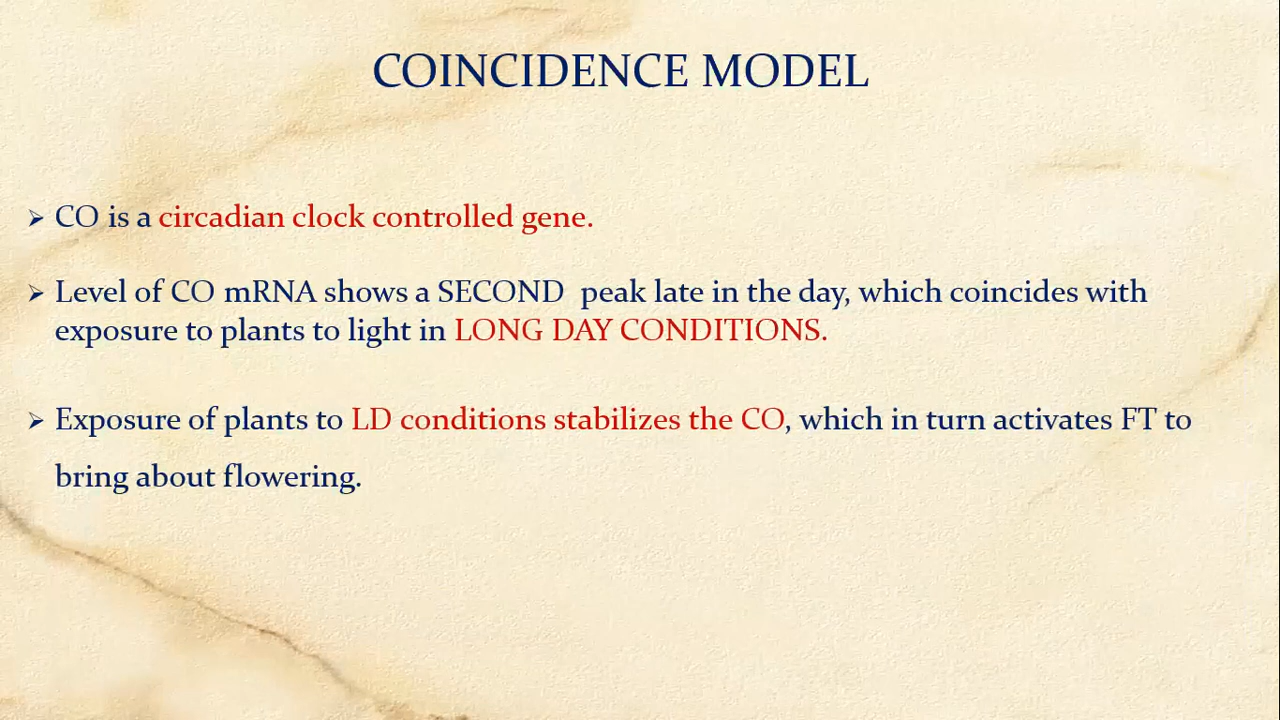 COINCIDENCE MODEL
➢ CO is a circadian clock controlled gene.
➢ Level of CO mRNA shows a SECOND  peak late in the day, which coincides with
exposure to plants to light in LONG DAY CONDITIONS.
➢ Exposure of plants to LD conditions stabilizes the CO, which in turn activates FT to
bring about flowering.